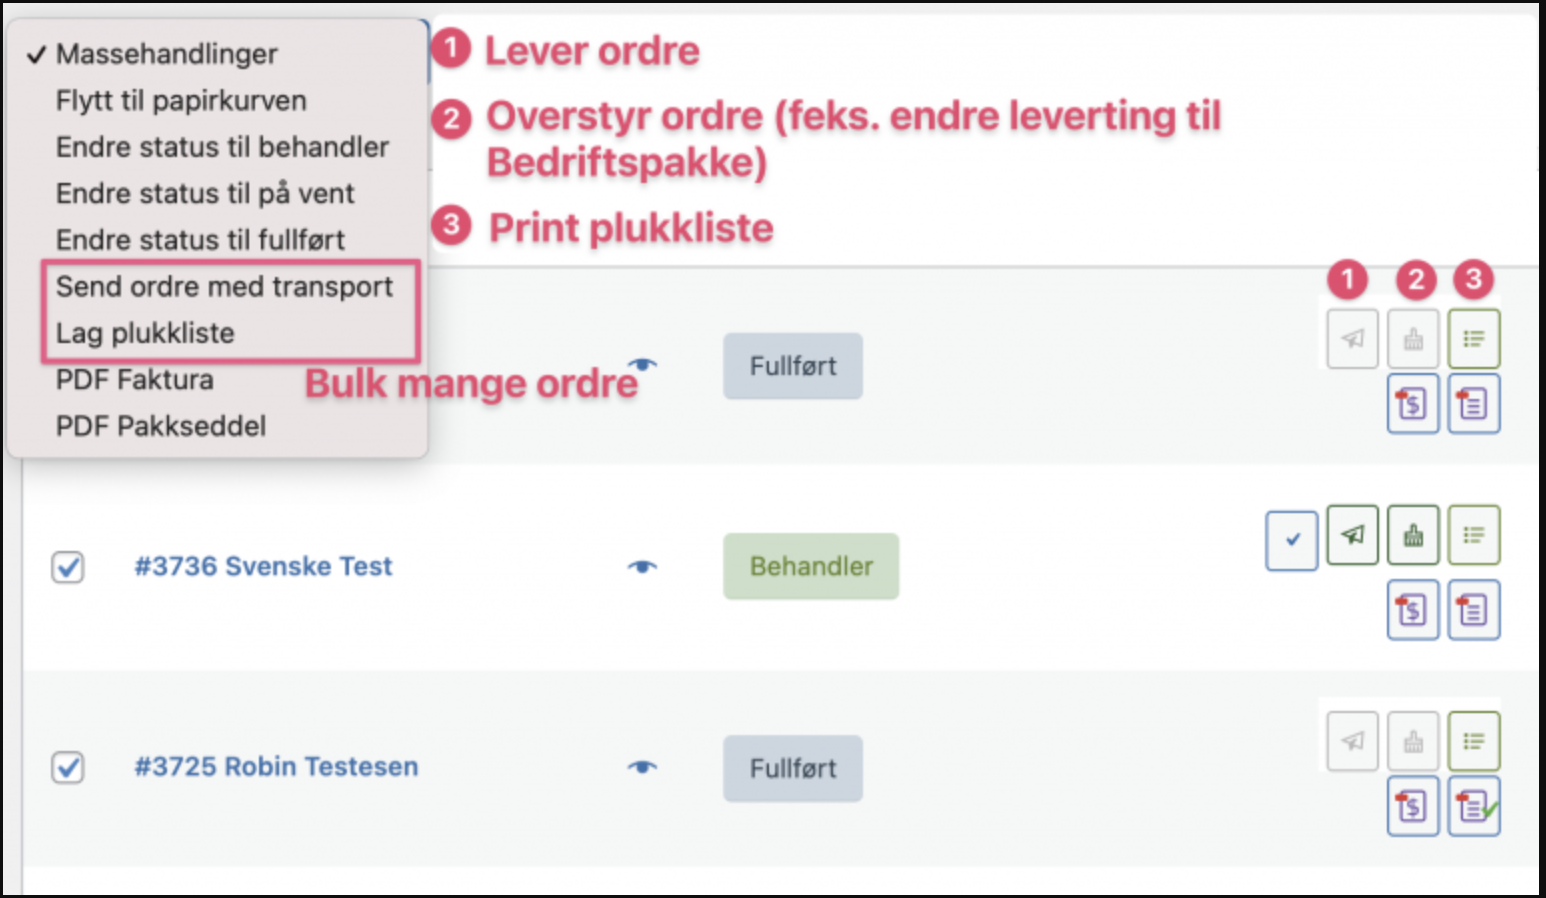 Massehandlinger
Flytt til papirkurven
Endre status til behandler
Endre status til på vent
Endre status til fullført
Send ordre med transport
Lag plukkliste
PDF Faktura
PDF Pakkseddel
1 Lever ordre
2 Overstyr ordre (feks. endre leverting til
Bedriftspakke)
3 Print plukkliste
Bulk mange ordre
1 2 3
Fullført
$
#3736 Svenske Test
Behandler
$
#3725 Robin Testesen
Fullført
$